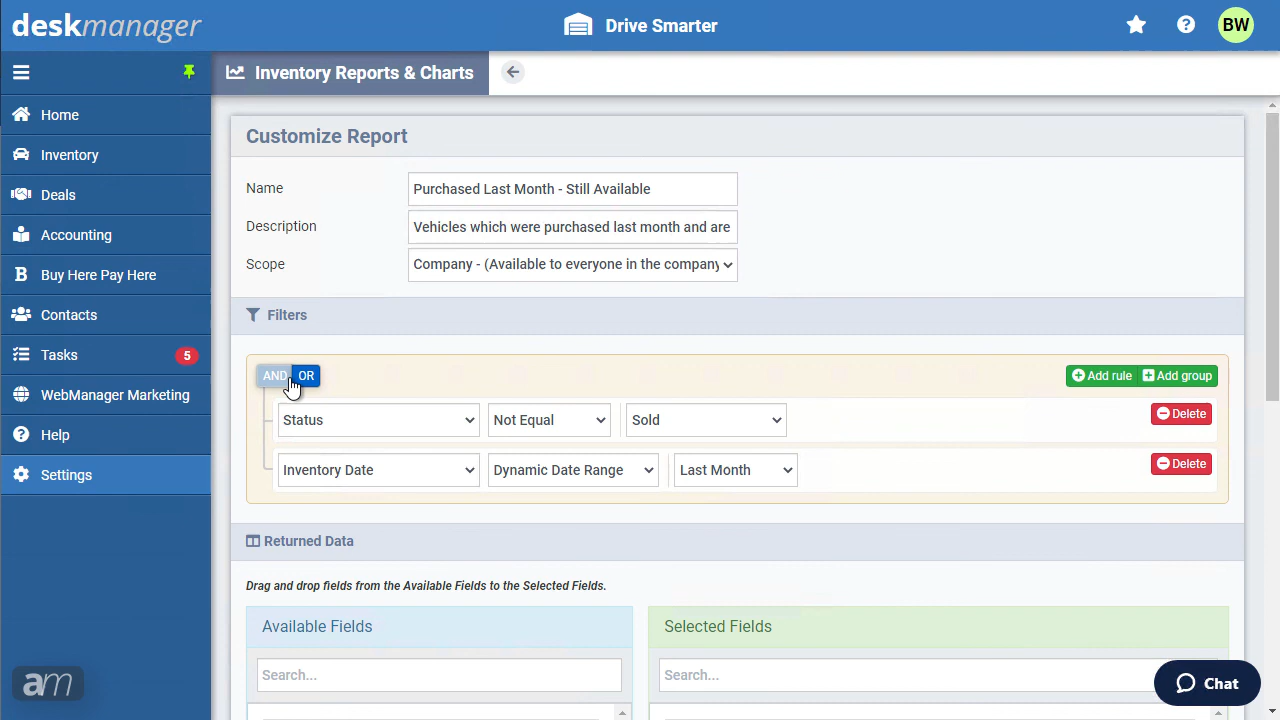 deskmanager
Drive Smarter
BW
Inventory Reports & Charts
Home
Inventory
Deals
Accounting
Buy Here Pay Here
Contacts
Tasks
5
WebManager Marketing
Help
Settings
am
Customize Report
Name
Purchased Last Month - Still Available
Description
Vehicles which were purchased last month and are
Scope
Company - (Available to everyone in the company
Filters
AND OR
Add rule Add group
Status Not Equal Sold Delete
Inventory Date Dynamic Date Range Last Month Delete
Returned Data
Drag and drop fields from the Available Fields to the Selected Fields.
Available Fields
Search...
Selected Fields
Search...
Chat